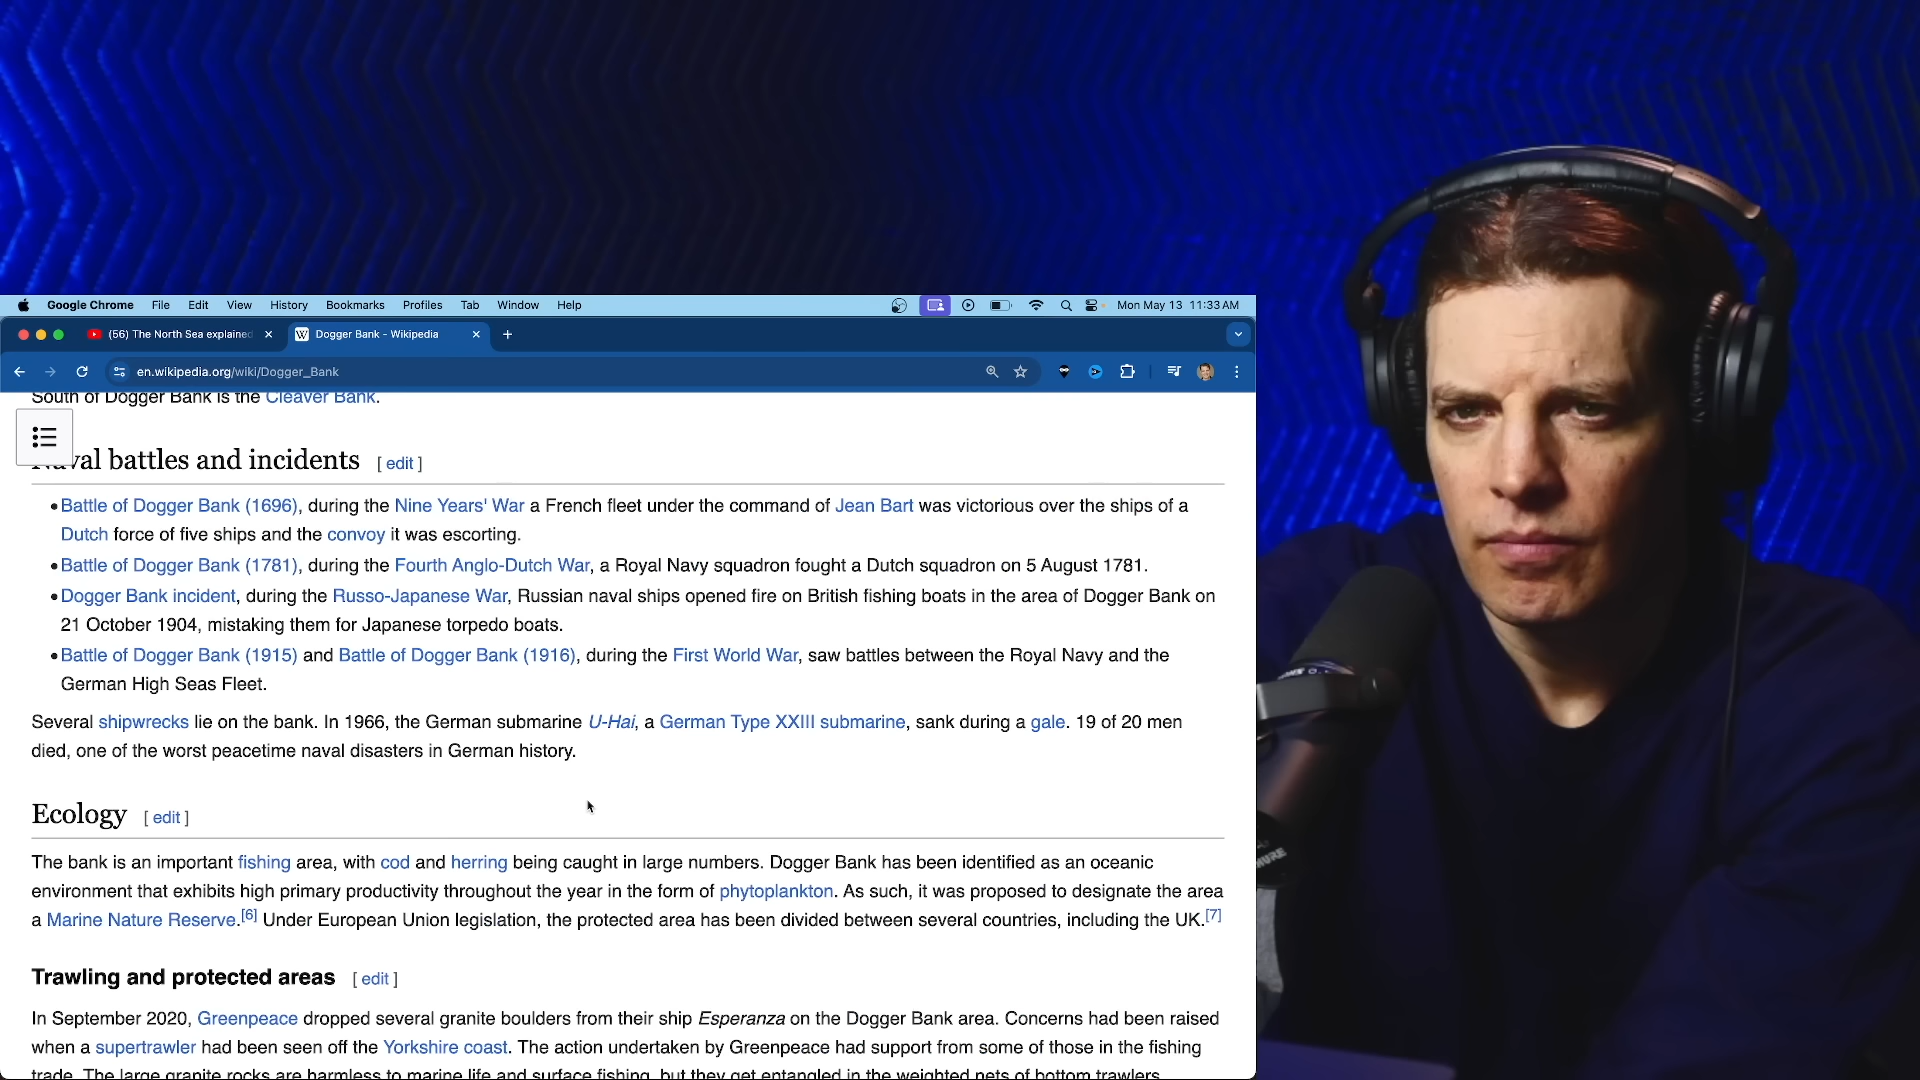 Google Chrome File Edit View History Bookmarks Profiles Tab Window Help Mon May 13 11:33 AM
(56) The North Sea explained Dogger Bank - Wikipedia
en.wikipedia.org/wiki/Dogger_Bank
South of Dogger Bank is the Cleaver Bank.
Naval battles and incidents [ edit ]
Battle of Dogger Bank (1696), during the Nine Years' War a French fleet under the command of Jean Bart was victorious over the ships of a
Dutch force of five ships and the convoy it was escorting.
Battle of Dogger Bank (1781), during the Fourth Anglo-Dutch War, a Royal Navy squadron fought a Dutch squadron on 5 August 1781.
Dogger Bank incident, during the Russo-Japanese War, Russian naval ships opened fire on British fishing boats in the area of Dogger Bank on
21 October 1904, mistaking them for Japanese torpedo boats.
Battle of Dogger Bank (1915) and Battle of Dogger Bank (1916), during the First World War, saw battles between the Royal Navy and the
German High Seas Fleet.
Several shipwrecks lie on the bank. In 1966, the German submarine U-Hai, a German Type XXIII submarine, sank during a gale. 19 of 20 men
died, one of the worst peacetime naval disasters in German history.
Ecology [ edit ]
The bank is an important fishing area, with cod and herring being caught in large numbers. Dogger Bank has been identified as an oceanic
environment that exhibits high primary productivity throughout the year in the form of phytoplankton. As such, it was proposed to designate the area
a Marine Nature Reserve.[6] Under European Union legislation, the protected area has been divided between several countries, including the UK.[7]
Trawling and protected areas [ edit ]
In September 2020, Greenpeace dropped several granite boulders from their ship Esperanza on the Dogger Bank area. Concerns had been raised
when a supertrawler had been seen off the Yorkshire coast. The action undertaken by Greenpeace had support from some of those in the fishing
trade. The large granite rocks are harmless to marine life and surface fishing, but they get entangled in the weighted nets of bottom trawlers